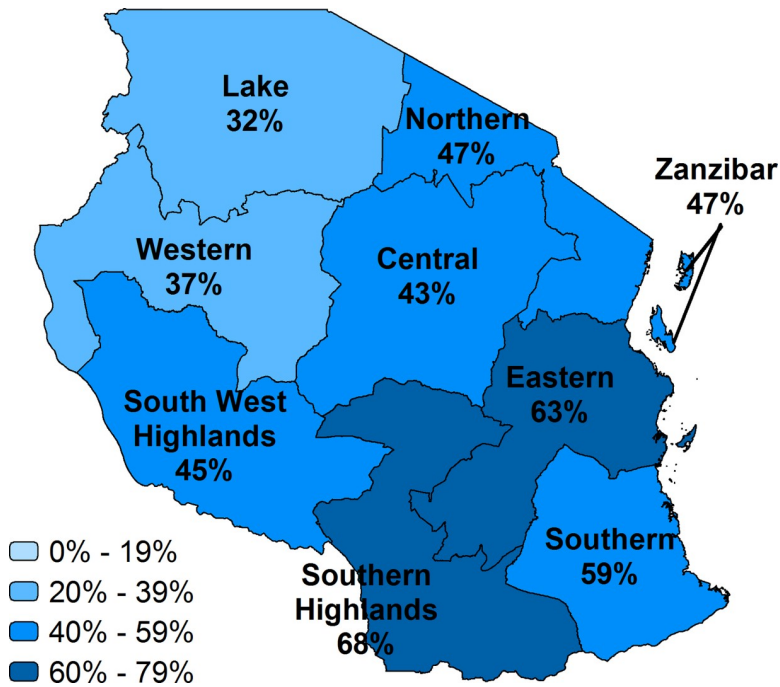 Lake
32%
Northern
47%
Zanzibar
47%
Western
37%
Central
43%
Eastern
63%
South West
Highlands
45%
Southern
59%
Southern
Highlands
68%
0% - 19%
20% - 39%
40% - 59%
60% - 79%